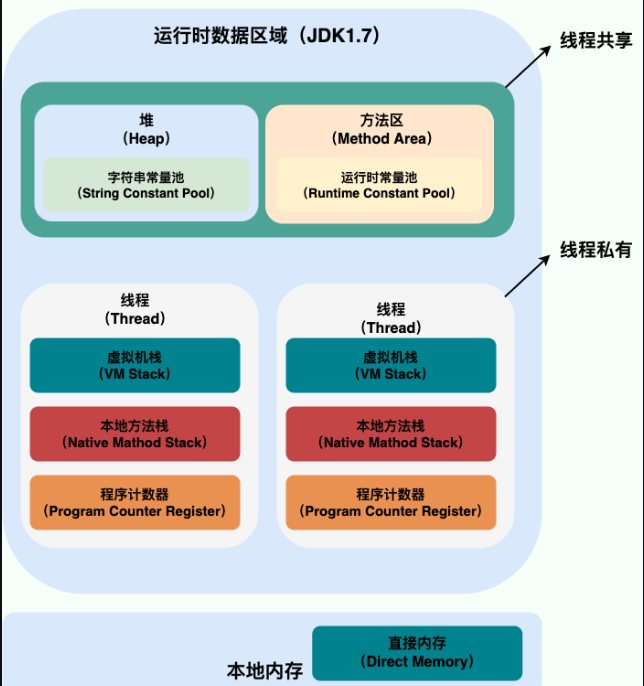 运行时数据区域（JDK1.7）
线程共享
堆
（Heap）
字符串常量池
（String Constant Pool）
方法区
（Method Area）
运行时常量池
（Runtime Constant Pool）
线程私有
线程
（Thread）
虚拟机栈
（VM Stack）
本地方法栈
（Native Mathod Stack）
程序计数器
（Program Counter Register）
线程
（Thread）
虚拟机栈
（VM Stack）
本地方法栈
（Native Mathod Stack）
程序计数器
（Program Counter Register）
直接内存
（Direct Memory）
本地内存